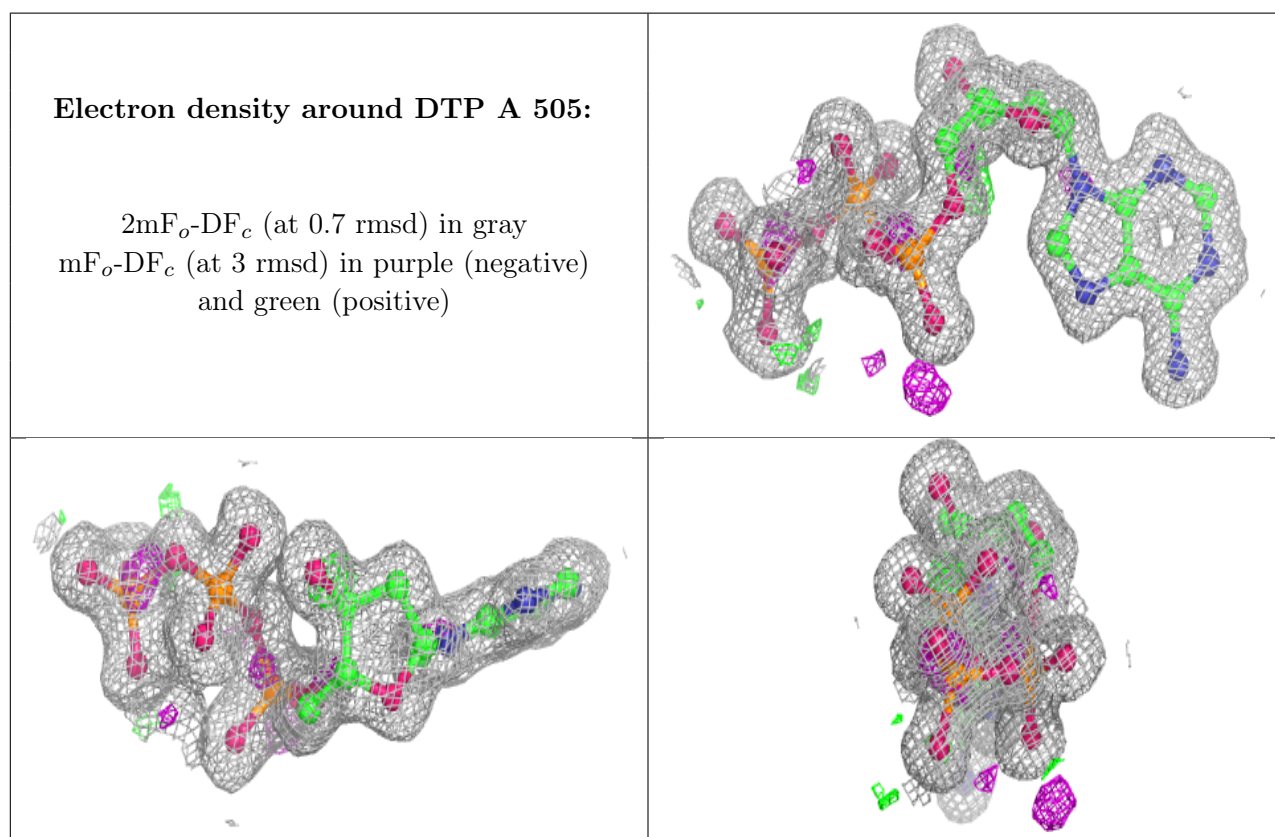 Electron density around DTP A 505:
2mFo-DFc (at 0.7 rmsd) in gray
mFo-DFc (at 3 rmsd) in purple (negative)
and green (positive)